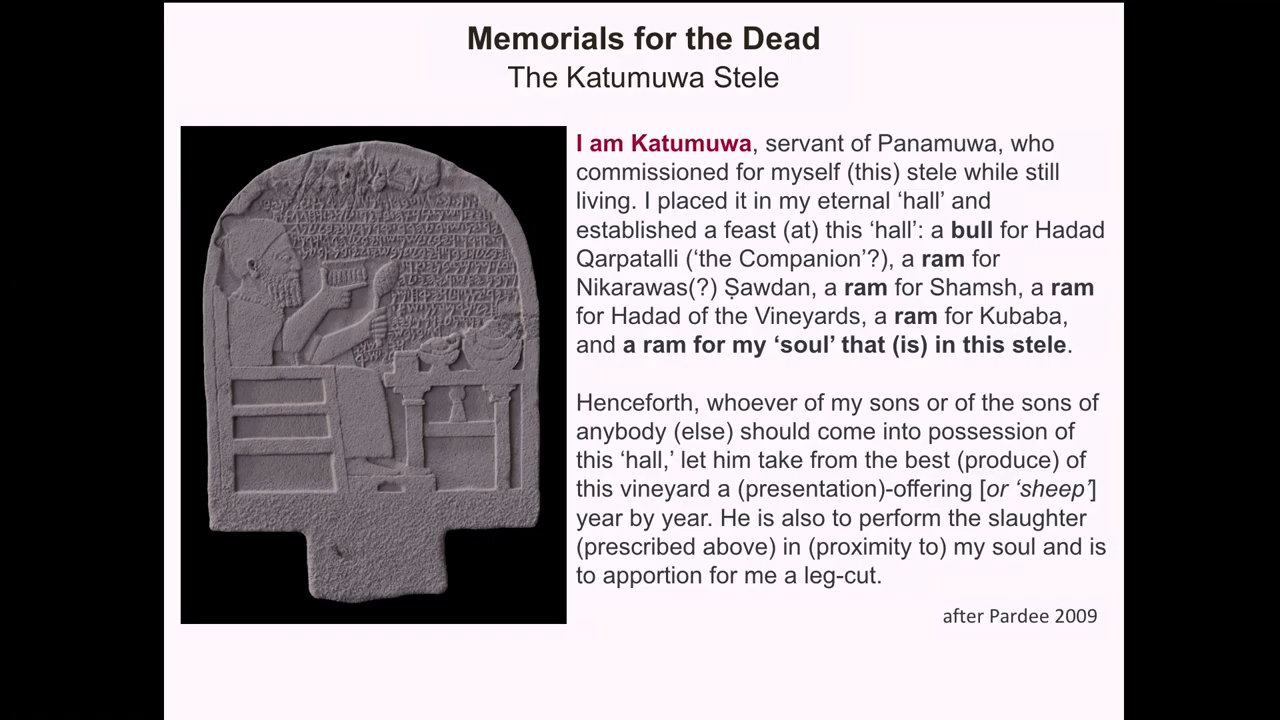 Memorials for the Dead
The Katumuwa Stele
I am Katumuwa, servant of Panamuwa, who
commissioned for myself (this) stele while still
living. I placed it in my eternal ‘hall’ and
established a feast (at) this ‘hall’: a bull for Hadad
Qarpatalli (‘the Companion’?), a ram for
Nikarawas(?) Ṣawdan, a ram for Shamsh, a ram
for Hadad of the Vineyards, a ram for Kubaba,
and a ram for my ‘soul’ that (is) in this stele.
Henceforth, whoever of my sons or of the sons of
anybody (else) should come into possession of
this ‘hall,’ let him take from the best (produce) of
this vineyard a (presentation)-offering [or ‘sheep’]
year by year. He is also to perform the slaughter
(prescribed above) in (proximity to) my soul and is
to apportion for me a leg-cut.
after Pardee 2009